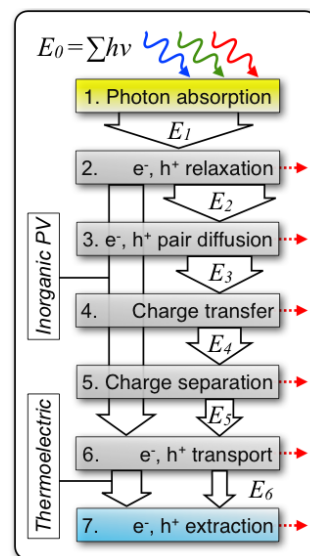 E₀ = ∑hν
1. Photon absorption
E₁
2. e⁻, h⁺ relaxation
E₂
3. e⁻, h⁺ pair diffusion
E₃
Inorganic PV
4. Charge transfer
E₄
5. Charge separation
E₅
Thermoelectric
6. e⁻, h⁺ transport
E₆
7. e⁻, h⁺ extraction